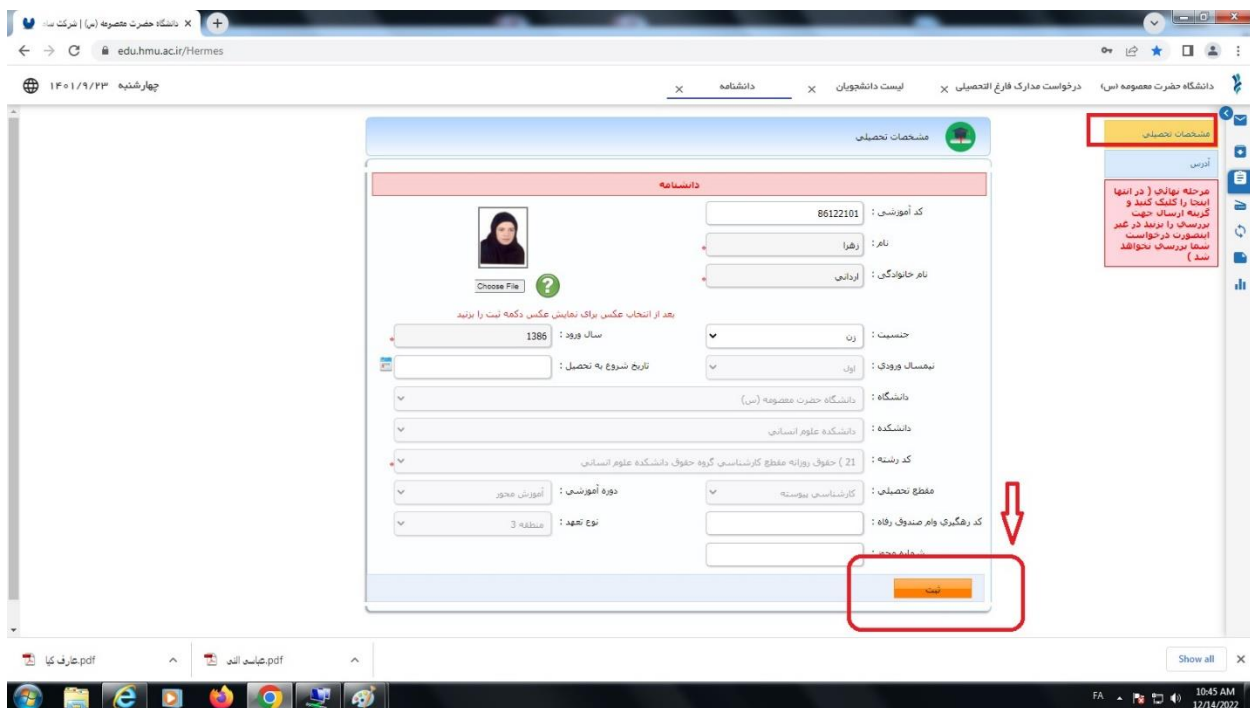 دانشگاه حضرت معصومه (س) | شرکت سا
edu.hmu.ac.ir/Hermes
دانشگاه حضرت معصومه (س)
درخواست مدارک فارغ التحصیلی
لیست دانشجویان
دانشنامه
چهارشنبه ۱۴۰۱/۹/۲۳
مشخصات تحصیلی
آدرس
مرحله نهائی ( در انتها
اینجا را کلیک کنید و
گزینه ارسال جهت
بررسی را بزنید در غیر
اینصورت درخواست
شما بررسی نخواهد
شد )
مشخصات تحصیلی
دانشنامه
کد آموزشی : 86122101
نام : زهرا
نام خانوادگی : اردانی
Choose File
بعد از انتخاب عکس برای نمایش عکس دکمه ثبت را بزنید
جنسیت : زن
سال ورود : 1386
نیمسال ورودی : اول
تاریخ شروع به تحصیل :
دانشگاه : دانشگاه حضرت معصومه (س)
دانشکده : دانشکده علوم انسانی
کد رشته : 21 ) حقوق روزانه مقطع کارشناسی گروه حقوق دانشکده علوم انسانی
مقطع تحصیلی : کارشناسی پیوسته
دوره آموزشی : آموزش محور
کد رهگیری وام صندوق رفاه :
نوع تعهد : منطقه 3
شماره مجوز :
ثبت
عارف کیا.pdf
عباسی الی.pdf
Show all
FA
10:45 AM
12/14/2022